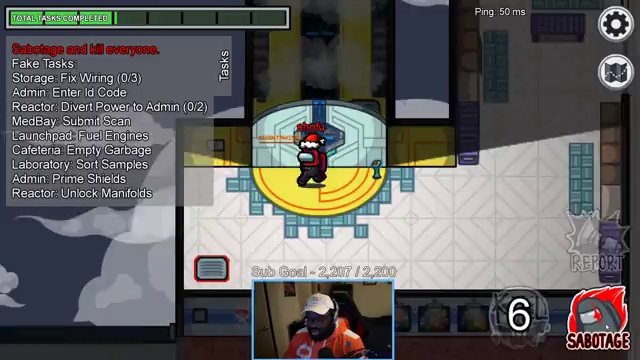 TOTAL TASKS COMPLETED
Ping: 50 ms
Sabotage and kill everyone.
Fake Tasks:
Storage: Fix Wiring (0/3)
Admin: Enter Id Code
Reactor: Divert Power to Admin (0/2)
MedBay: Submit Scan
Launchpad: Fuel Engines
Cafeteria: Empty Garbage
Laboratory: Sort Samples
Admin: Prime Shields
Reactor: Unlock Manifolds
Tasks
shofu
REPORT
Sub Goal - 2,207 / 2,200
6
SABOTAGE